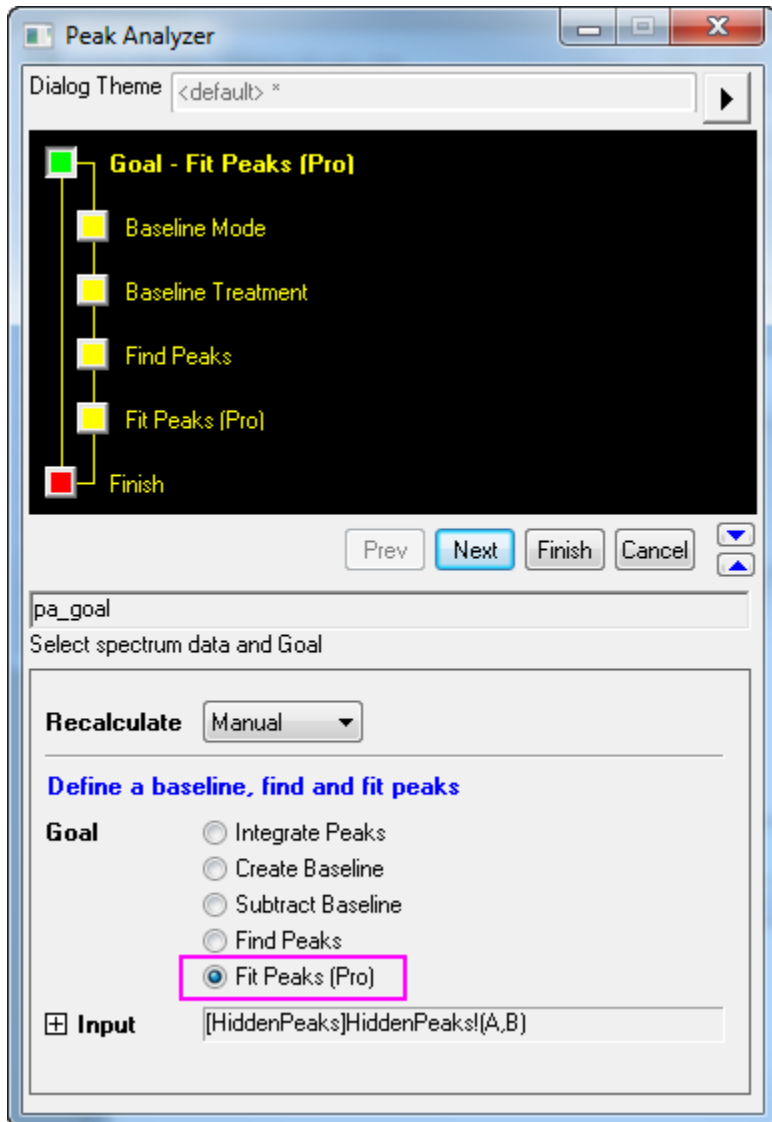 Peak Analyzer
Dialog Theme <default> *
Goal - Fit Peaks (Pro)
Baseline Mode
Baseline Treatment
Find Peaks
Fit Peaks (Pro)
Finish
Prev Next Finish Cancel
pa_goal
Select spectrum data and Goal
Recalculate Manual
Define a baseline, find and fit peaks
Goal Integrate Peaks
Create Baseline
Subtract Baseline
Find Peaks
Fit Peaks (Pro)
Input [HiddenPeaks]HiddenPeaks!(A,B)